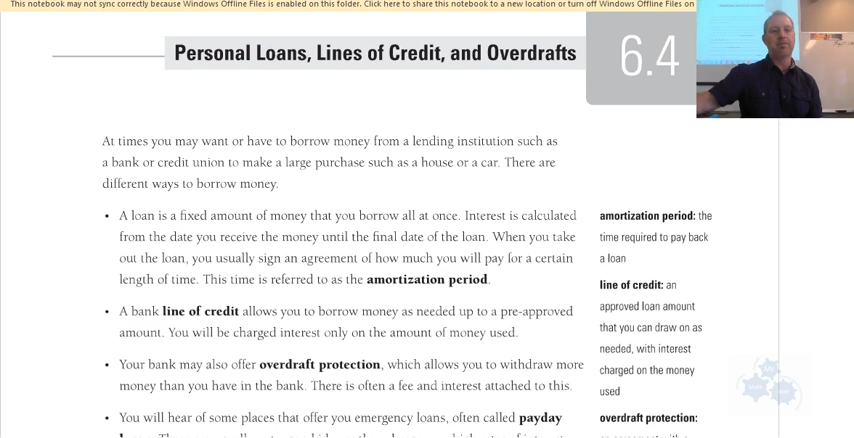 This notebook may not sync correctly because Windows Offline Files is enabled on this folder. Click here to share this notebook to a new location or turn off Windows Offline Files on
Personal Loans, Lines of Credit, and Overdrafts
6.4
At times you may want or have to borrow money from a lending institution such as
a bank or credit union to make a large purchase such as a house or a car. There are
different ways to borrow money.
• A loan is a fixed amount of money that you borrow all at once. Interest is calculated
from the date you receive the money until the final date of the loan. When you take
out the loan, you usually sign an agreement of how much you will pay for a certain
length of time. This time is referred to as the amortization period.
• A bank line of credit allows you to borrow money as needed up to a pre-approved
amount. You will be charged interest only on the amount of money used.
• Your bank may also offer overdraft protection, which allows you to withdraw more
money than you have in the bank. There is often a fee and interest attached to this.
• You will hear of some places that offer you emergency loans, often called payday
amortization period: the
time required to pay back
a loan
line of credit: an
approved loan amount
that you can draw on as
needed, with interest
charged on the money
used
overdraft protection: